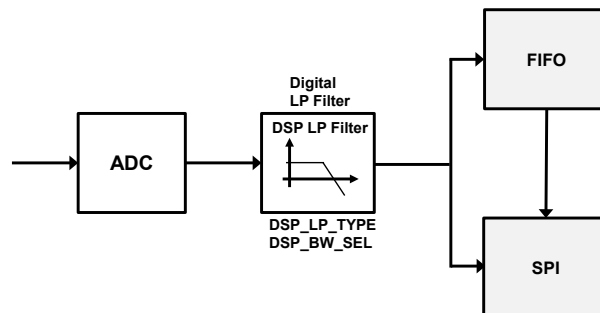 FIFO
Digital
LP Filter
DSP LP Filter
ADC
DSP_LP_TYPE
DSP_BW_SEL
SPI